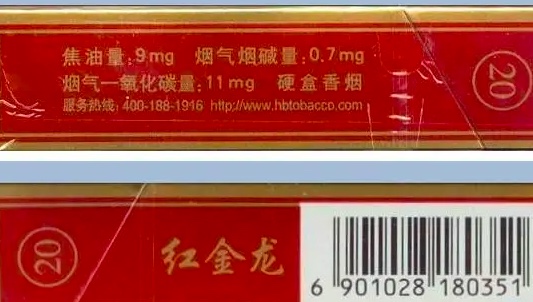 焦油量:9mg 烟气烟碱量:0.7mg
烟气一氧化碳量:11mg 硬盒香烟
服务热线:400-188-1916 http://www.hbtobacco.com
20
20
红金龙
6 901028 180351